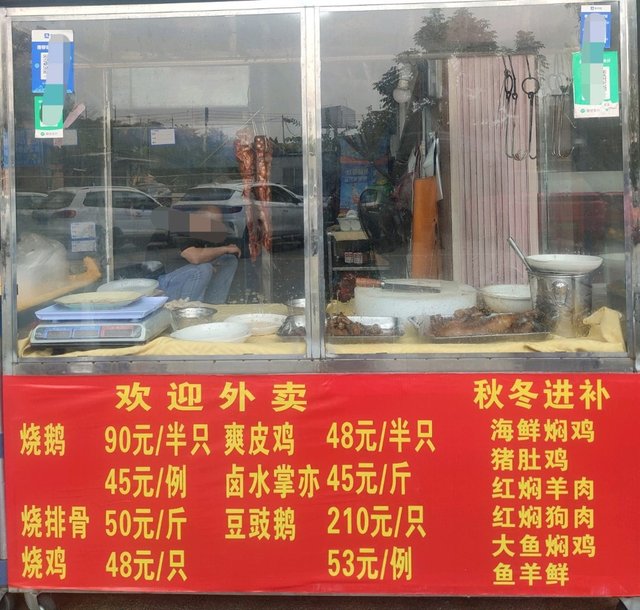 欢迎外卖
烧鹅 90元/半只
45元/例
烧排骨 50元/斤
烧鸡 48元/只
爽皮鸡 48元/半只
卤水掌亦 45元/斤
豆豉鹅 210元/只
53元/例
秋冬进补
海鲜焖鸡
猪肚鸡
红焖羊肉
红焖狗肉
大鱼焖鸡
鱼羊鲜